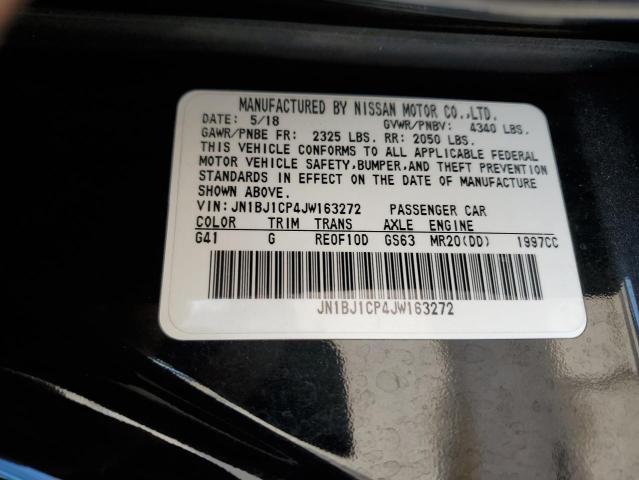 MANUFACTURED BY NISSAN MOTOR CO.,LTD.
DATE: 5/18 GVWR/PNBV: 4340 LBS.
GAWR/PNBE FR: 2325 LBS. RR: 2050 LBS.
THIS VEHICLE CONFORMS TO ALL APPLICABLE FEDERAL
MOTOR VEHICLE SAFETY,BUMPER,AND THEFT PREVENTION
STANDARDS IN EFFECT ON THE DATE OF MANUFACTURE
SHOWN ABOVE.
VIN:JN1BJ1CP4JW163272 PASSENGER CAR
COLOR TRIM TRANS AXLE ENGINE
G41 G RE0F10D GS63 MR20(DD) 1997CC
JN1BJ1CP4JW163272